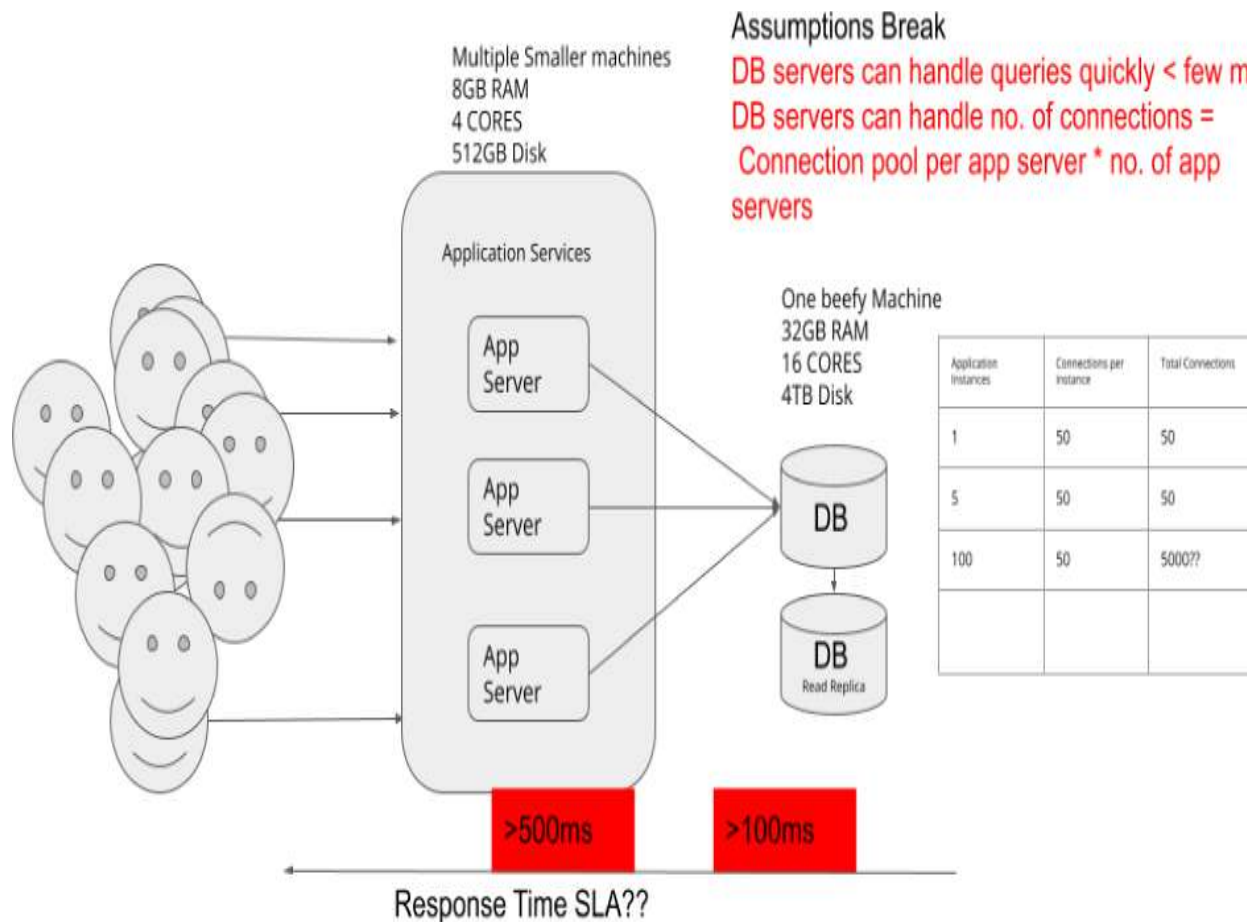 Assumptions Break
DB servers can handle queries quickly < few m
DB servers can handle no. of connections =
Connection pool per app server * no. of app
servers
Multiple Smaller machines
8GB RAM
4 CORES
512GB Disk
Application Services
App
Server
App
Server
App
Server
One beefy Machine
32GB RAM
16 CORES
4TB Disk
DB
DB
Read Replica
Application Instances Connections per Instance Total Connections
1 50 50
5 50 50
100 50 5000??
>500ms >100ms
Response Time SLA??